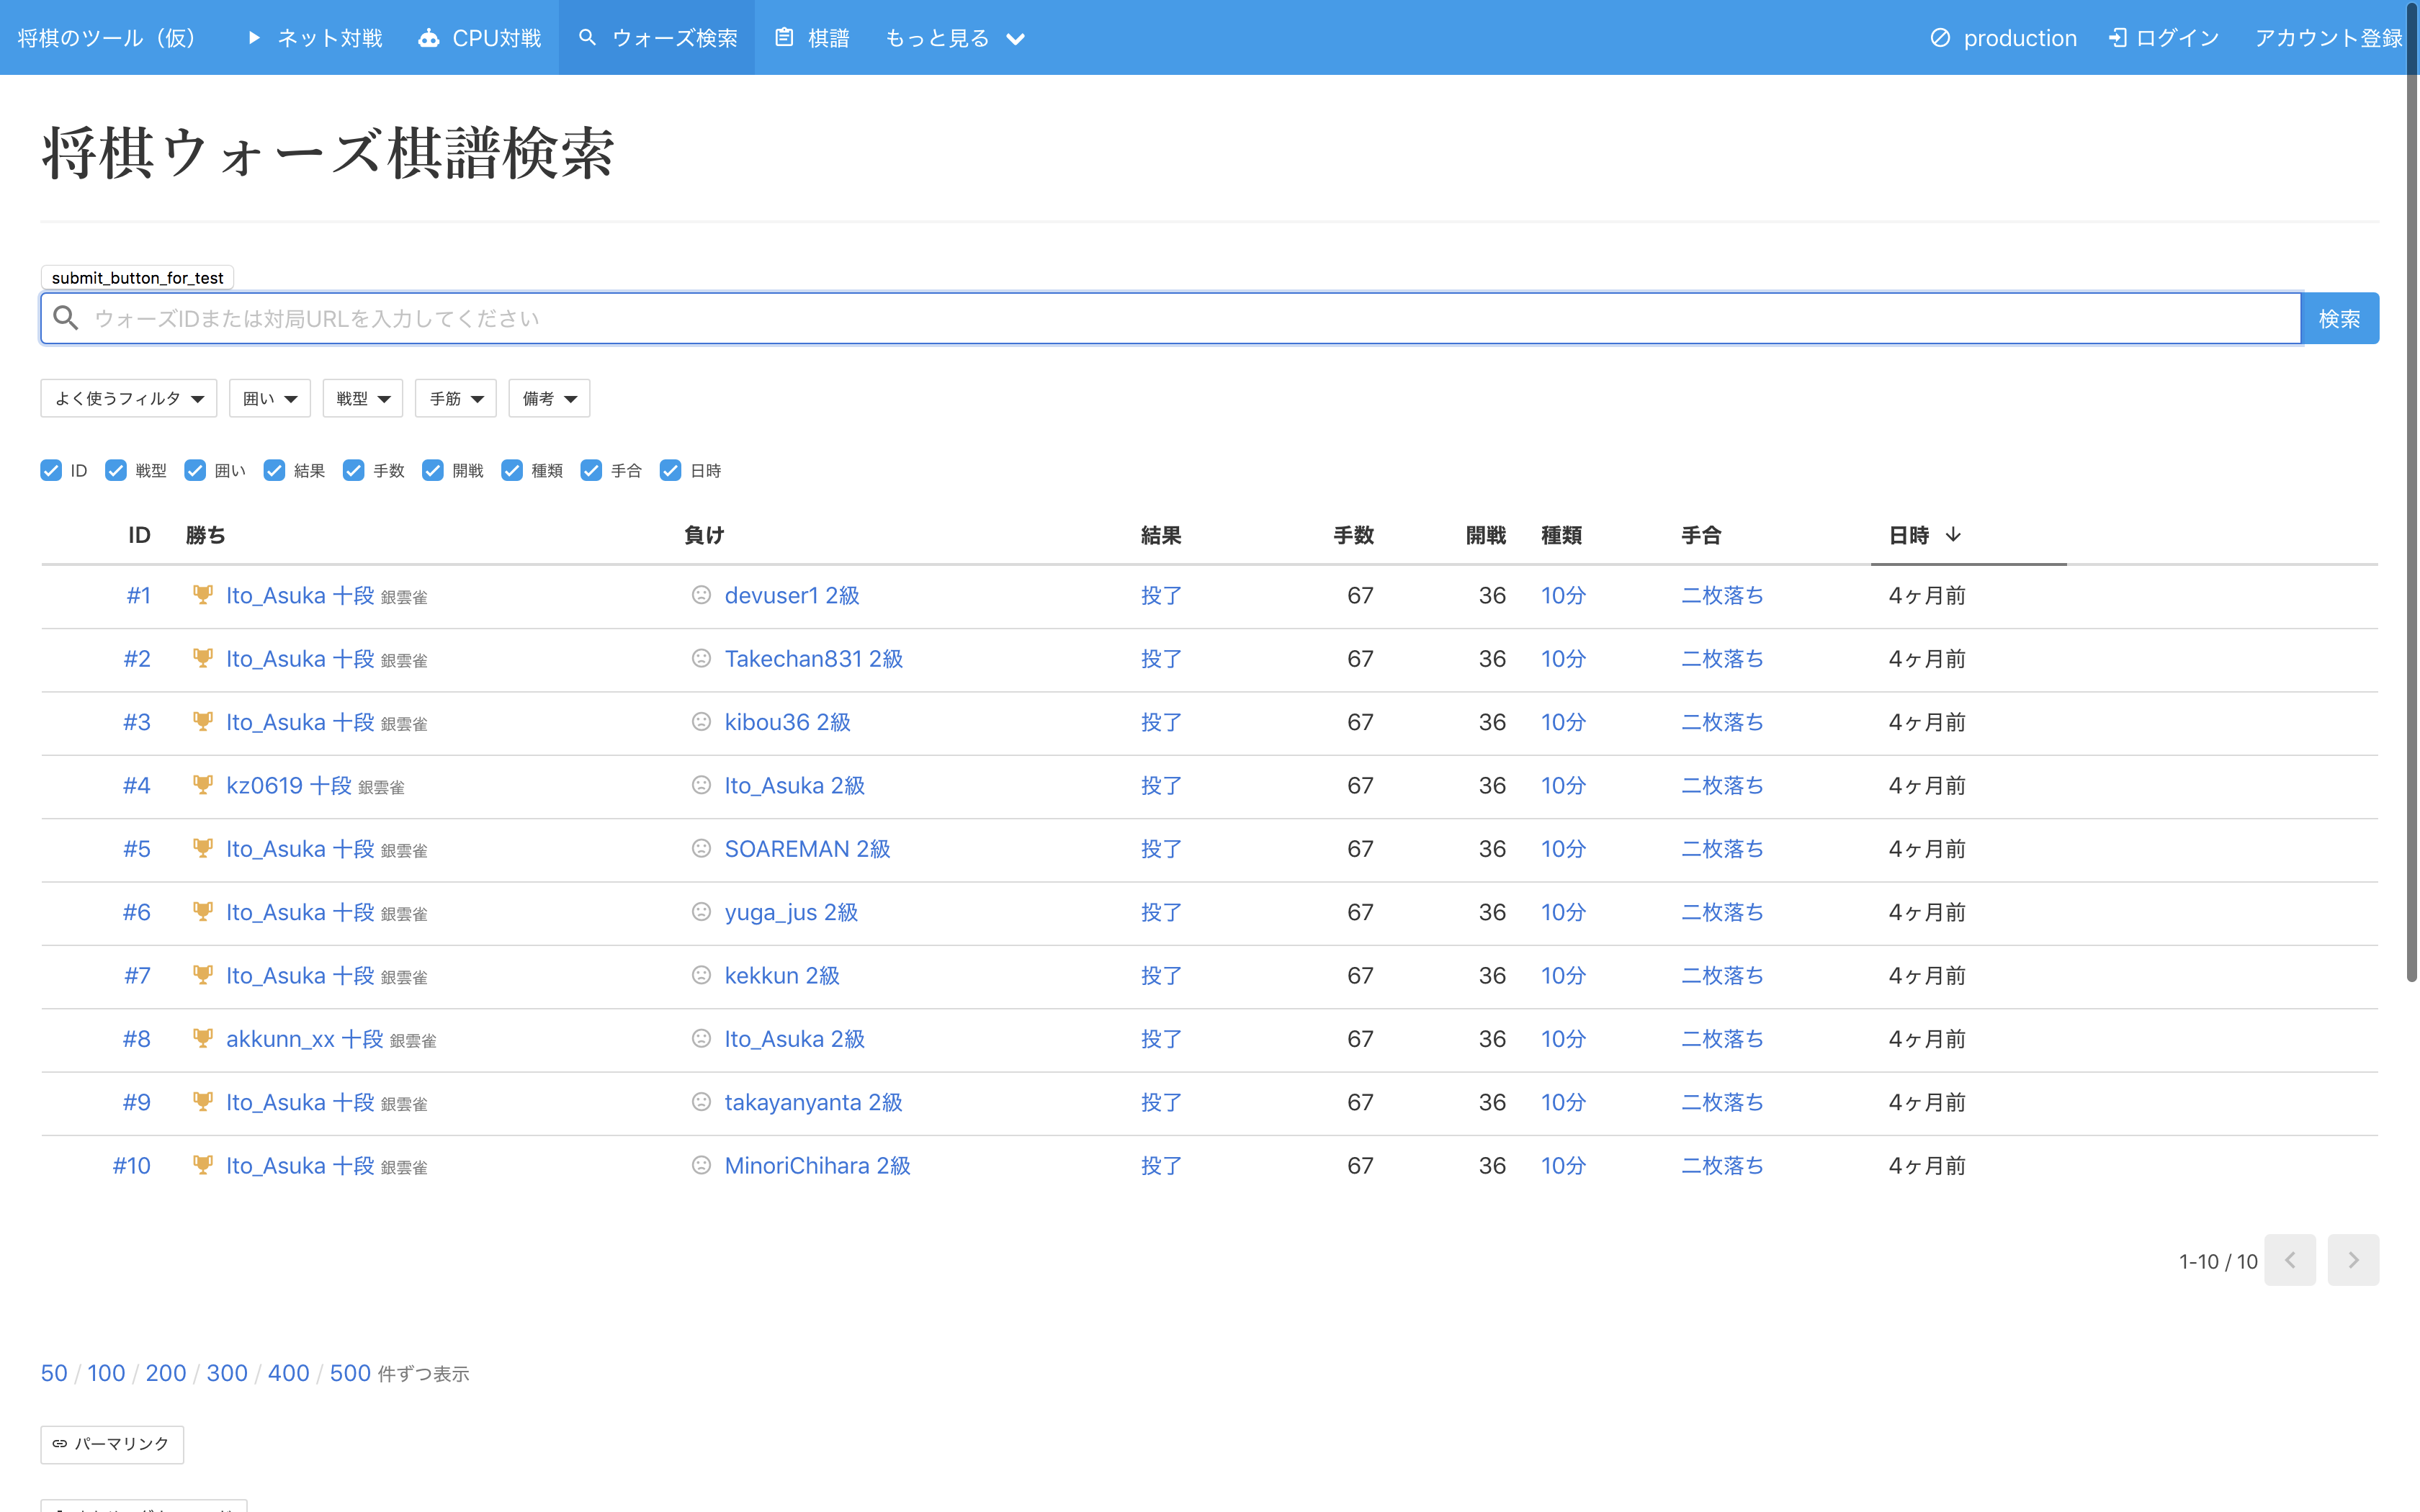 将棋のツール（仮） ネット対戦 CPU対戦 ウォーズ検索 棋譜 もっと見る production ログイン アカウント登録
将棋ウォーズ棋譜検索
submit_button_for_test
ウォーズIDまたは対局URLを入力してください 検索
よく使うフィルタ 囲い 戦型 手筋 備考
ID 戦型 囲い 結果 手数 開戦 種類 手合 日時
ID 勝ち 負け 結果 手数 開戦 種類 手合 日時
#1 Ito_Asuka 十段 銀雲雀 devuser1 2級 投了 67 36 10分 二枚落ち 4ヶ月前
#2 Ito_Asuka 十段 銀雲雀 Takechan831 2級 投了 67 36 10分 二枚落ち 4ヶ月前
#3 Ito_Asuka 十段 銀雲雀 kibou36 2級 投了 67 36 10分 二枚落ち 4ヶ月前
#4 kz0619 十段 銀雲雀 Ito_Asuka 2級 投了 67 36 10分 二枚落ち 4ヶ月前
#5 Ito_Asuka 十段 銀雲雀 SOAREMAN 2級 投了 67 36 10分 二枚落ち 4ヶ月前
#6 Ito_Asuka 十段 銀雲雀 yuga_jus 2級 投了 67 36 10分 二枚落ち 4ヶ月前
#7 Ito_Asuka 十段 銀雲雀 kekkun 2級 投了 67 36 10分 二枚落ち 4ヶ月前
#8 akkunn_xx 十段 銀雲雀 Ito_Asuka 2級 投了 67 36 10分 二枚落ち 4ヶ月前
#9 Ito_Asuka 十段 銀雲雀 takayanyanta 2級 投了 67 36 10分 二枚落ち 4ヶ月前
#10 Ito_Asuka 十段 銀雲雀 MinoriChihara 2級 投了 67 36 10分 二枚落ち 4ヶ月前
1-10 / 10
50 / 100 / 200 / 300 / 400 / 500 件ずつ表示
パーマリンク